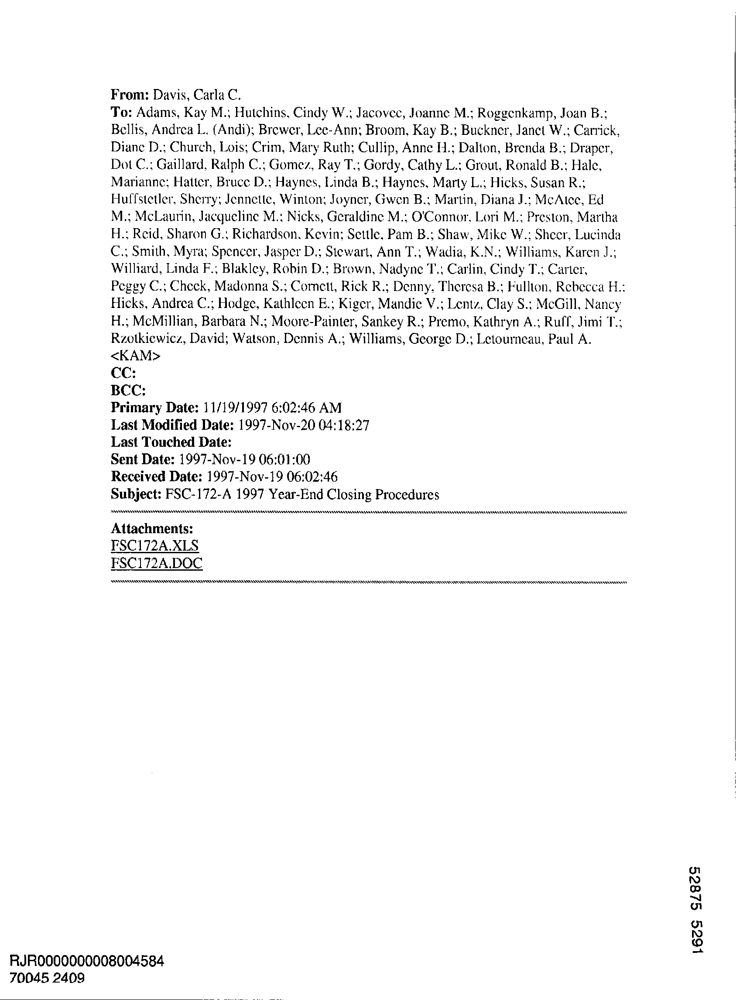 From: Davis, Carla C.
To: Adams, Kay M.; Hutchins, Cindy W.; Jacovec, Joanne M.; Roggenkamp, Joan B.;
Bellis, Andrea L. (Andi); Brewer, Lee-Ann; Broom, Kay B.; Buckner, Janet W.; Carrick,
Diane D.; Church, Lois; Crim, Mary Ruth; Cullip, Anne H.; Dalton, Brenda B.; Draper,
Dot C.; Gaillard, Ralph C.; Gomez, Ray T.; Gordy, Cathy L.; Grout, Ronald B.; Hale,
Marianne; Hatter, Bruce D.; Haynes, Linda B.; Haynes, Marty L.; Hicks, Susan R.;
Huffstetler, Sherry; Jennette, Winton; Joyner, Gwen B.; Martin, Diana J.; McAtee, Ed
M.; McLaurin, Jacqueline M.; Nicks, Geraldine M.; O'Connor, Lori M.; Preston, Martha
H.; Reid, Sharon G.; Richardson, Kevin; Settle, Pam B.; Shaw, Mike W.; Sheer, Lucinda
C.; Smith, Myra; Spencer, Jasper D.; Stewart, Ann T.; Wadia, K.N.; Williams, Karen J.;
Williard, Linda F.; Blakley, Robin D.; Brown, Nadyne T.; Carlin, Cindy T.; Carter,
Peggy C.; Cheek, Madonna S.; Cornett, Rick R.; Denny, Theresa B.; Fullton, Rebecca H.;
Hicks, Andrea C.; Hodge, Kathleen E.; Kiger, Mandie V.; Lentz, Clay S.; McGill, Nancy
H.; McMillian, Barbara N.; Moore-Painter, Sankey R.; Premo, Kathryn A.; Ruff, Jimi T.;
Rzotkiewicz, David; Watson, Dennis A.; Williams, George D.; Letourneau, Paul A.
<KAM>
CC:
BCC:
Primary Date: 11/19/1997 6:02:46 AM
Last Modified Date: 1997-Nov-20 04:18:27
Last Touched Date:
Sent Date: 1997-Nov-19 06:01:00
Received Date: 1997-Nov-19 06:02:46
Subject: FSC-172-A 1997 Year-End Closing Procedures
Attachments:
FSC172A.XLS
FSC172A.DOC
52875 5291
RJR0000000008004584
70045 2409